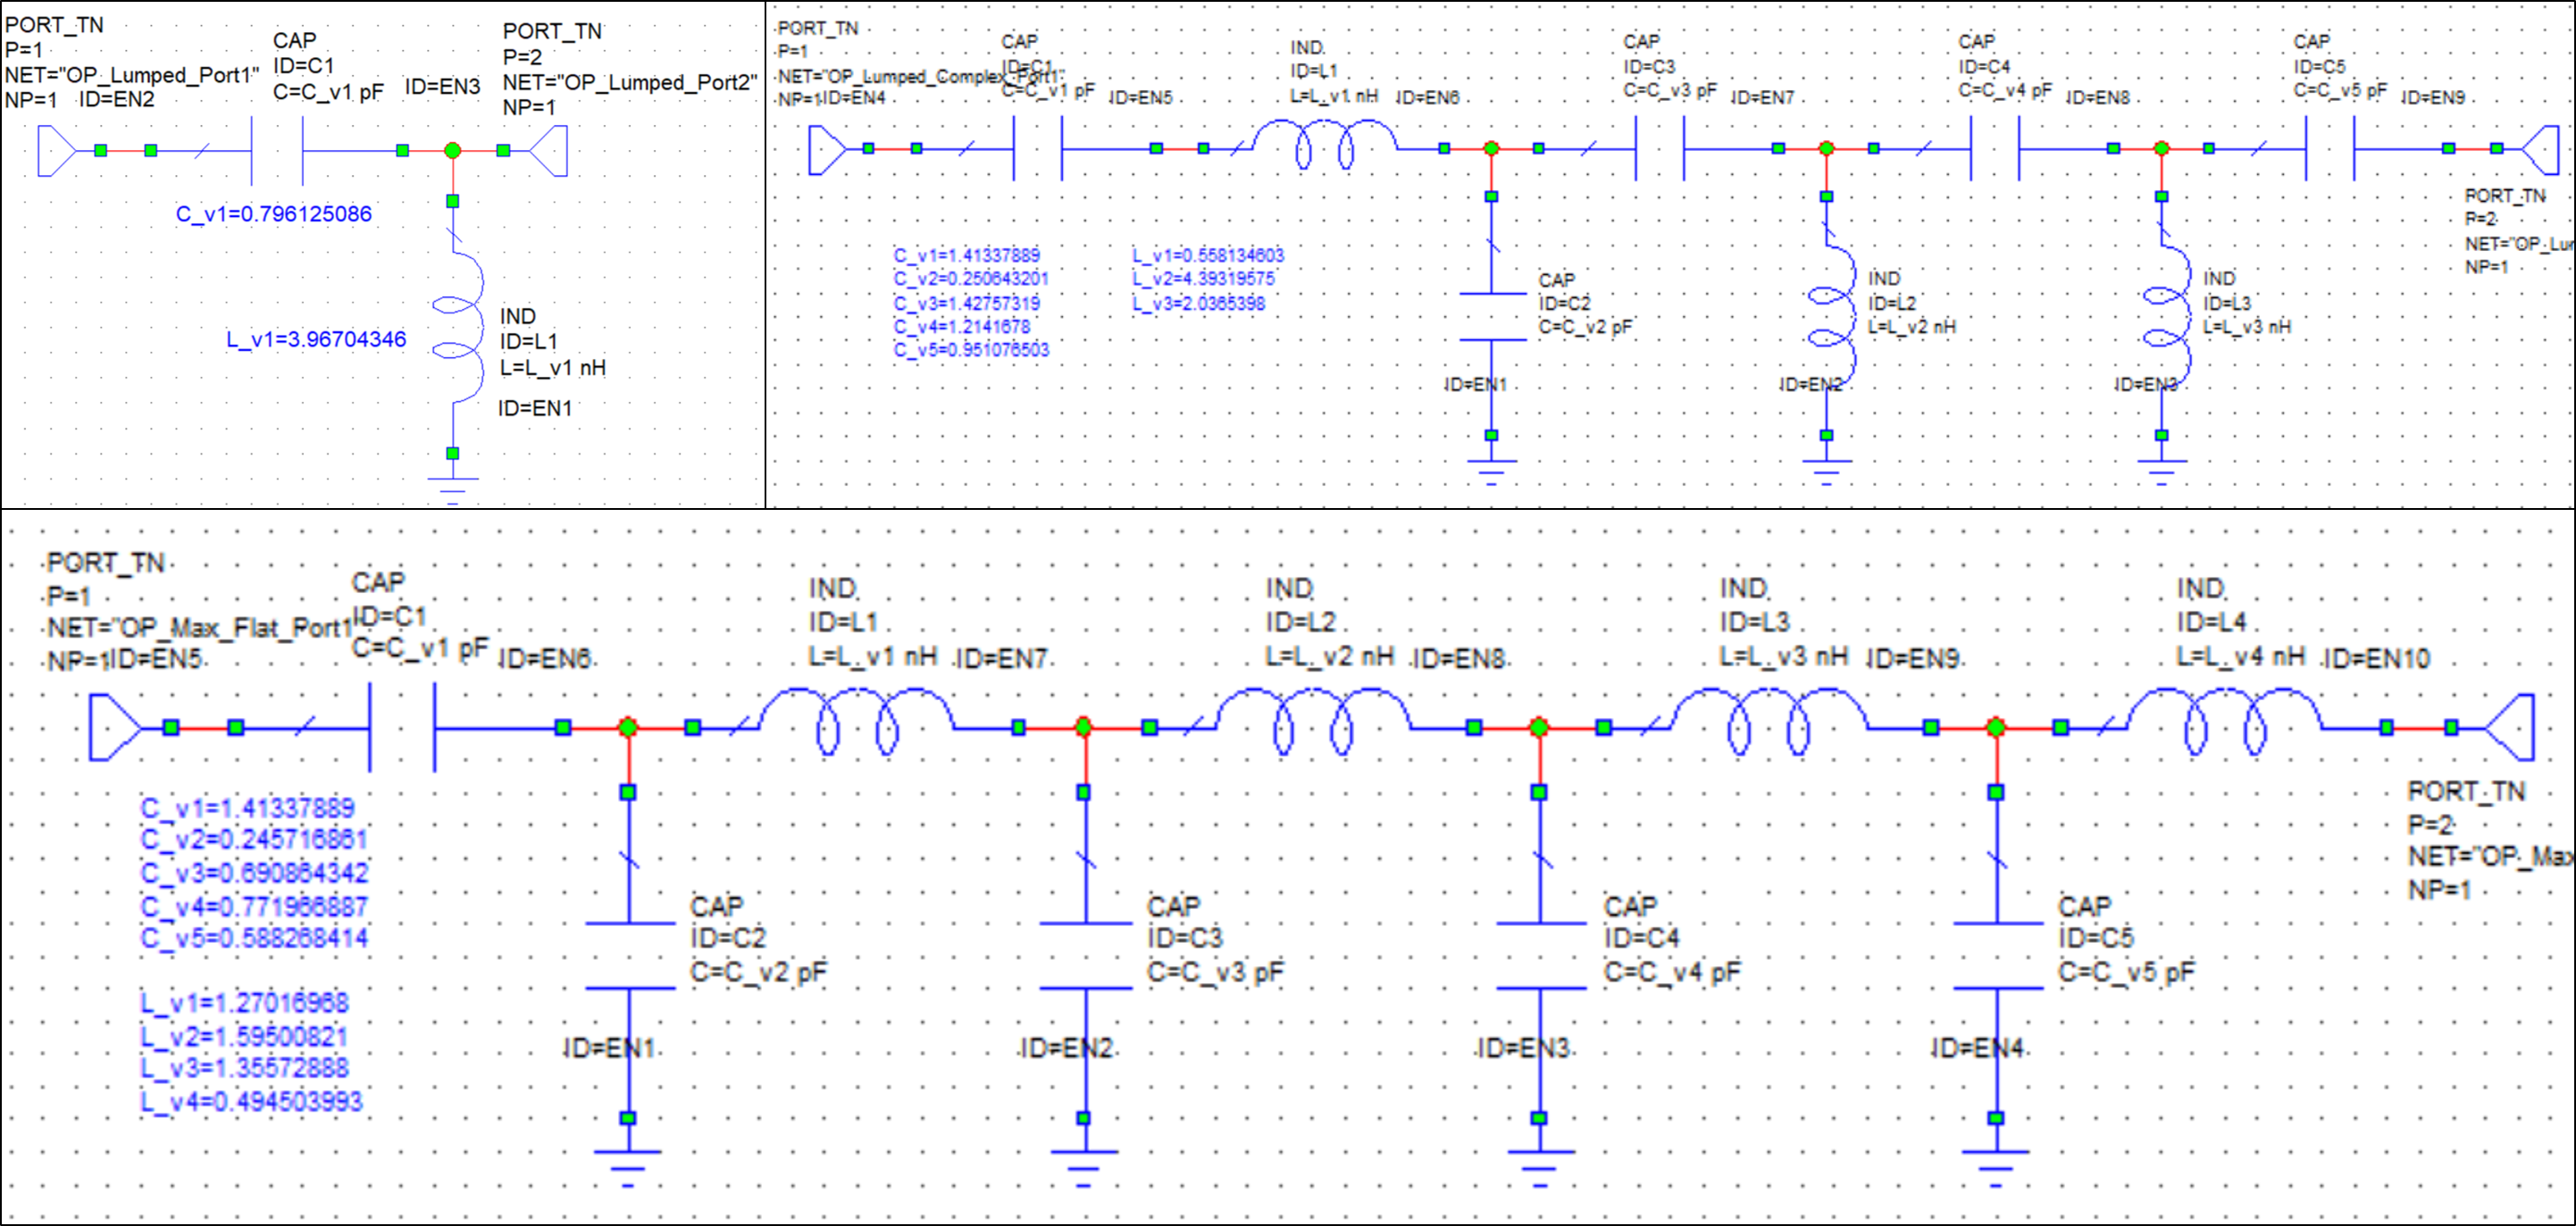 PORT_TN
P=1
NET="OP_Lumped_Port1"
NP=1 ID=EN2
CAP
ID=C1
C=C_v1 pF
ID=EN3
PORT_TN
P=2
NET="OP_Lumped_Port2"
NP=1
C_v1=0.796125086
L_v1=3.96704346
IND
ID=L1
L=L_v1 nH
ID=EN1
PORT_TN
P=1
NET="OP_Lumped_Complex_Port1"
NP=1 ID=EN4
CAP
ID=C1
C=C_v1 pF
ID=EN5
IND
ID=L1
L=L_v1 nH
ID=EN6
CAP
ID=C3
C=C_v3 pF
ID=EN7
CAP
ID=C4
C=C_v4 pF
ID=EN8
CAP
ID=C5
C=C_v5 pF
ID=EN9
PORT_TN
P=2
NET="OP_Lur
NP=1
C_v1=1.41337889
C_v2=0.250643201
C_v3=1.42757319
C_v4=1.2141678
C_v5=0.951076503
L_v1=0.558134603
L_v2=4.39319575
L_v3=2.0365398
CAP
ID=C2
C=C_v2 pF
ID=EN1
IND
ID=L2
L=L_v2 nH
ID=EN2
IND
ID=L3
L=L_v3 nH
ID=EN3
PORT_TN
P=1
NET="OP_Max_Flat_Port1
NP=1 ID=EN5
CAP
ID=C1
C=C_v1 pF
ID=EN6
IND
ID=L1
L=L_v1 nH
ID=EN7
IND
ID=L2
L=L_v2 nH
ID=EN8
IND
ID=L3
L=L_v3 nH
ID=EN9
IND
ID=L4
L=L_v4 nH
ID=EN10
PORT_TN
P=2
NET="OP_Max
NP=1
C_v1=1.41337889
C_v2=0.245716861
C_v3=0.690864342
C_v4=0.771966887
C_v5=0.588268414
L_v1=1.27016968
L_v2=1.59500821
L_v3=1.35572888
L_v4=0.494503993
CAP
ID=C2
C=C_v2 pF
ID=EN1
CAP
ID=C3
C=C_v3 pF
ID=EN2
CAP
ID=C4
C=C_v4 pF
ID=EN3
CAP
ID=C5
C=C_v5 pF
ID=EN4